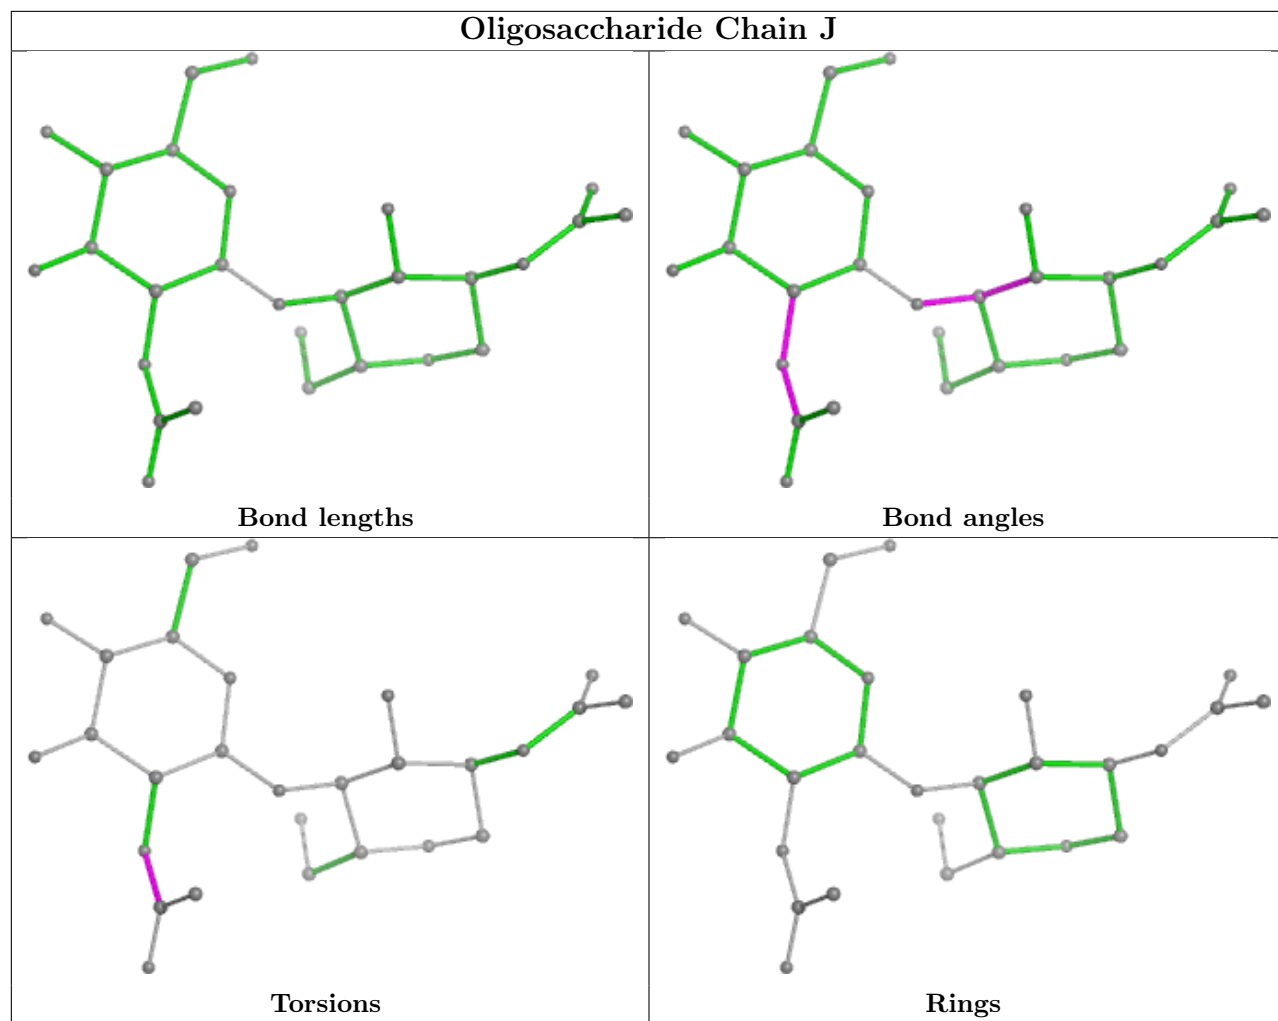 Oligosaccharide Chain J
Bond lengths
Bond angles
Torsions
Rings